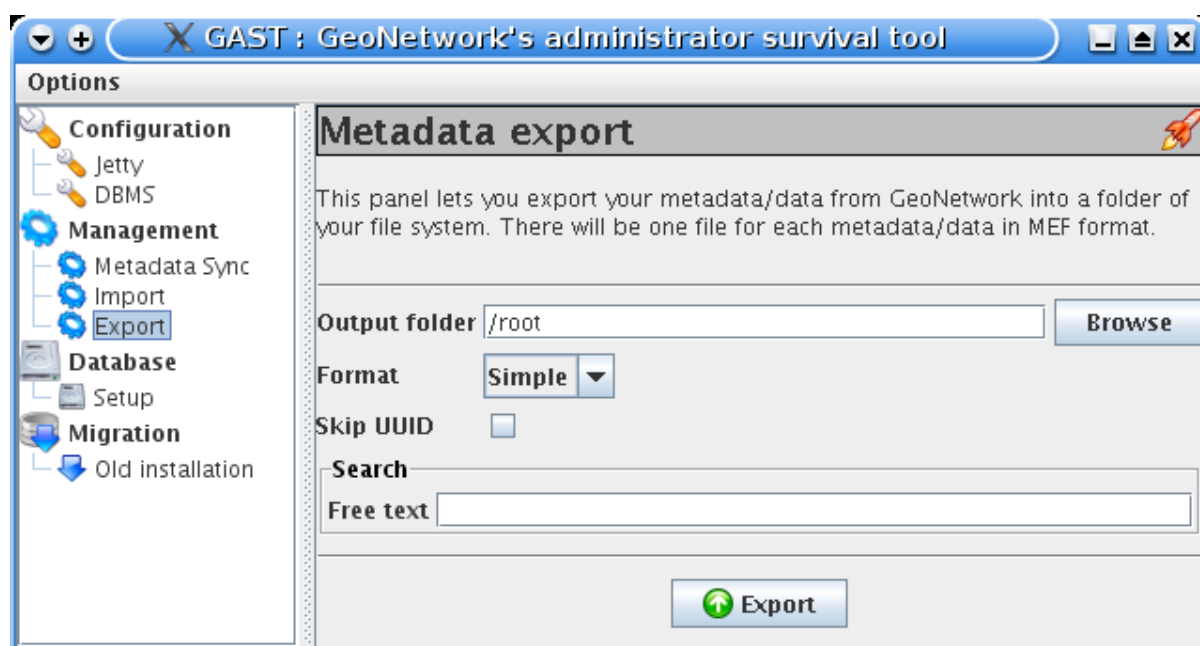 GAST : GeoNetwork's administrator survival tool
Options
Configuration
Jetty
DBMS
Management
Metadata Sync
Import
Export
Database
Setup
Migration
Old installation
Metadata export
This panel lets you export your metadata/data from GeoNetwork into a folder of
your file system. There will be one file for each metadata/data in MEF format.
Output folder /root Browse
Format Simple
Skip UUID
Search
Free text
Export